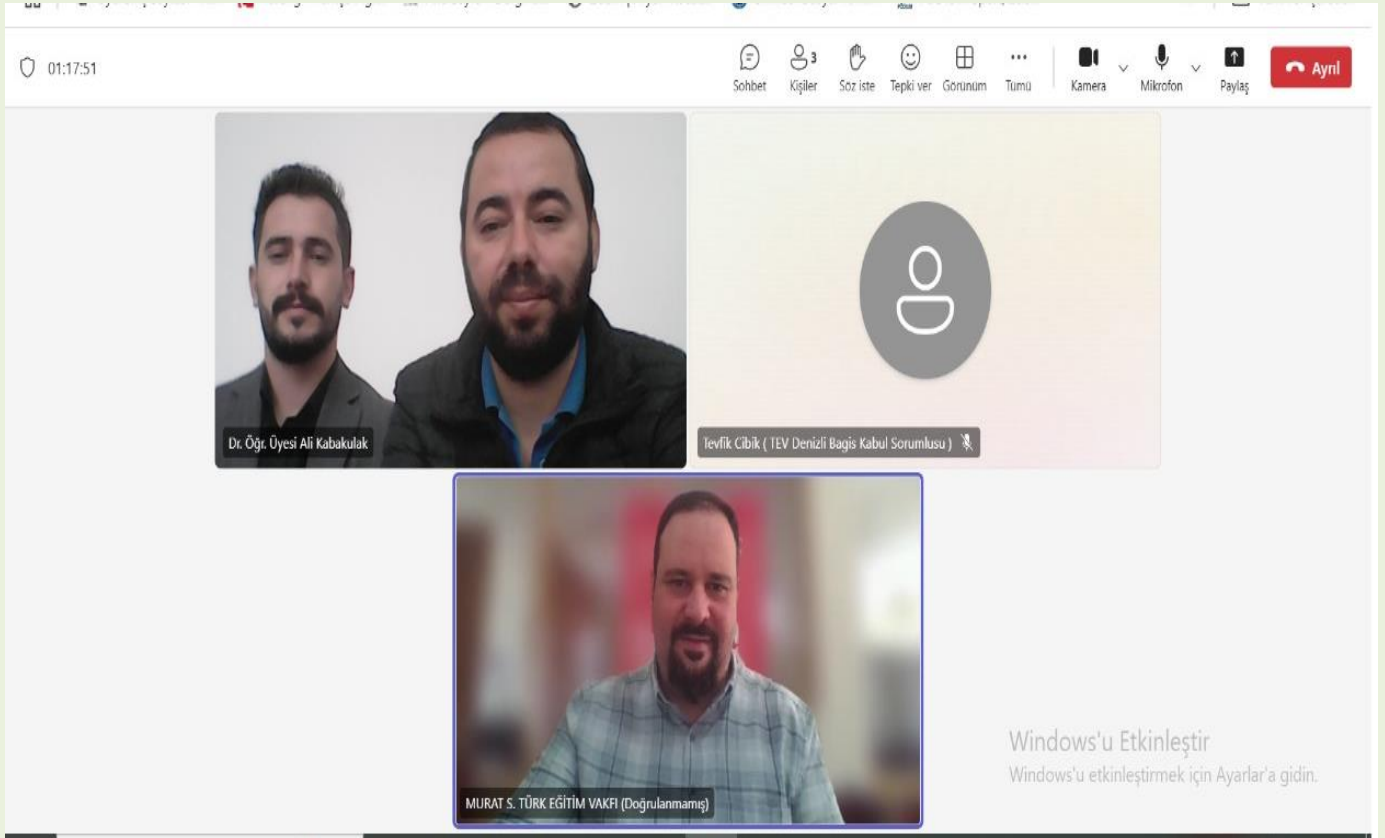 01:17:51
3
Sohbet Kişiler Söz iste Tepki ver Görünüm Tümü Kamera Mikrofon Paylaş Ayrıl
Dr. Öğr. Üyesi Ali Kabakulak
Tevfik Cibik ( TEV Denizli Bagis Kabul Sorumlusu )
MURAT S. TÜRK EĞİTİM VAKFI (Doğrulanmamış)
Windows'u Etkinleştir
Windows'u etkinleştirmek için Ayarlar'a gidin.